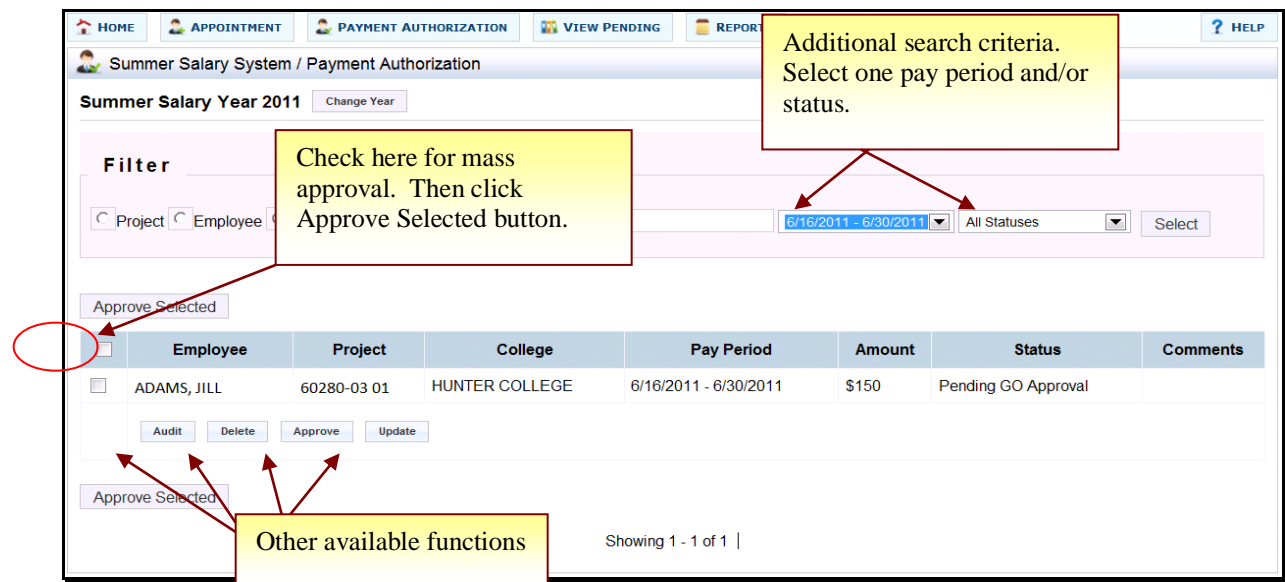 HOME APPOINTMENT PAYMENT AUTHORIZATION VIEW PENDING REPORT ? HELP
Summer Salary System / Payment Authorization
Summer Salary Year 2011 Change Year
Additional search criteria.
Select one pay period and/or
status.
Check here for mass
approval. Then click
Approve Selected button.
Filter
Project Employee 6/16/2011 - 6/30/2011 All Statuses Select
Approve Selected
Employee Project College Pay Period Amount Status Comments
ADAMS, JILL 60280-03 01 HUNTER COLLEGE 6/16/2011 - 6/30/2011 $150 Pending GO Approval
Audit Delete Approve Update
Approve Selected
Other available functions
Showing 1 - 1 of 1 |